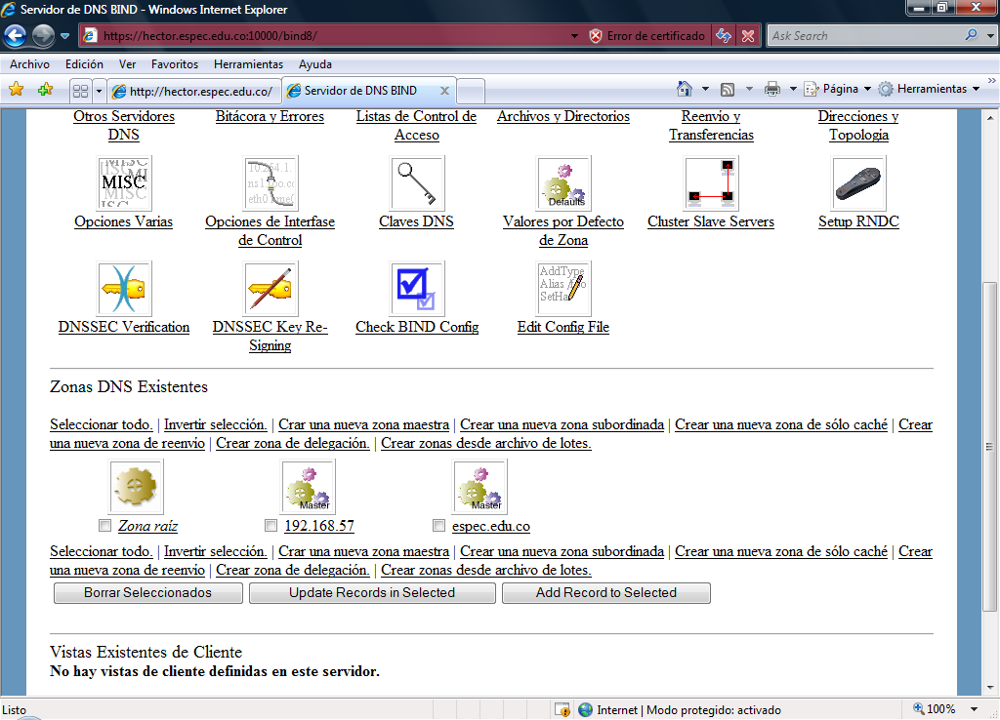 Servidor de DNS BIND - Windows Internet Explorer
https://hector.espec.edu.co:10000/bind8/
Error de certificado
Ask Search
Archivo Edición Ver Favoritos Herramientas Ayuda
http://hector.espec.edu.co/
Servidor de DNS BIND
Página
Herramientas
Otros Servidores DNS
Bitácora y Errores
Listas de Control de Acceso
Archivos y Directorios
Reenvio y Transferencias
Direcciones y Topologia
MISC
Defaults
Opciones Varias
Opciones de Interfase de Control
Claves DNS
Valores por Defecto de Zona
Cluster Slave Servers
Setup RNDC
AddType
Alias /foo
SetHa
DNSSEC Verification
DNSSEC Key Re-Signing
Check BIND Config
Edit Config File
Zonas DNS Existentes
Seleccionar todo. | Invertir selección. | Crar una nueva zona maestra | Crear una nueva zona subordinada | Crear una nueva zona de sólo caché | Crear
una nueva zona de reenvio | Crear zona de delegación. | Crear zonas desde archivo de lotes.
Master
Master
Zona raíz
192.168.57
espec.edu.co
Seleccionar todo. | Invertir selección. | Crar una nueva zona maestra | Crear una nueva zona subordinada | Crear una nueva zona de sólo caché | Crear
una nueva zona de reenvio | Crear zona de delegación. | Crear zonas desde archivo de lotes.
Borrar Seleccionados
Update Records in Selected
Add Record to Selected
Vistas Existentes de Cliente
No hay vistas de cliente definidas en este servidor.
Listo
Internet | Modo protegido: activado
100%